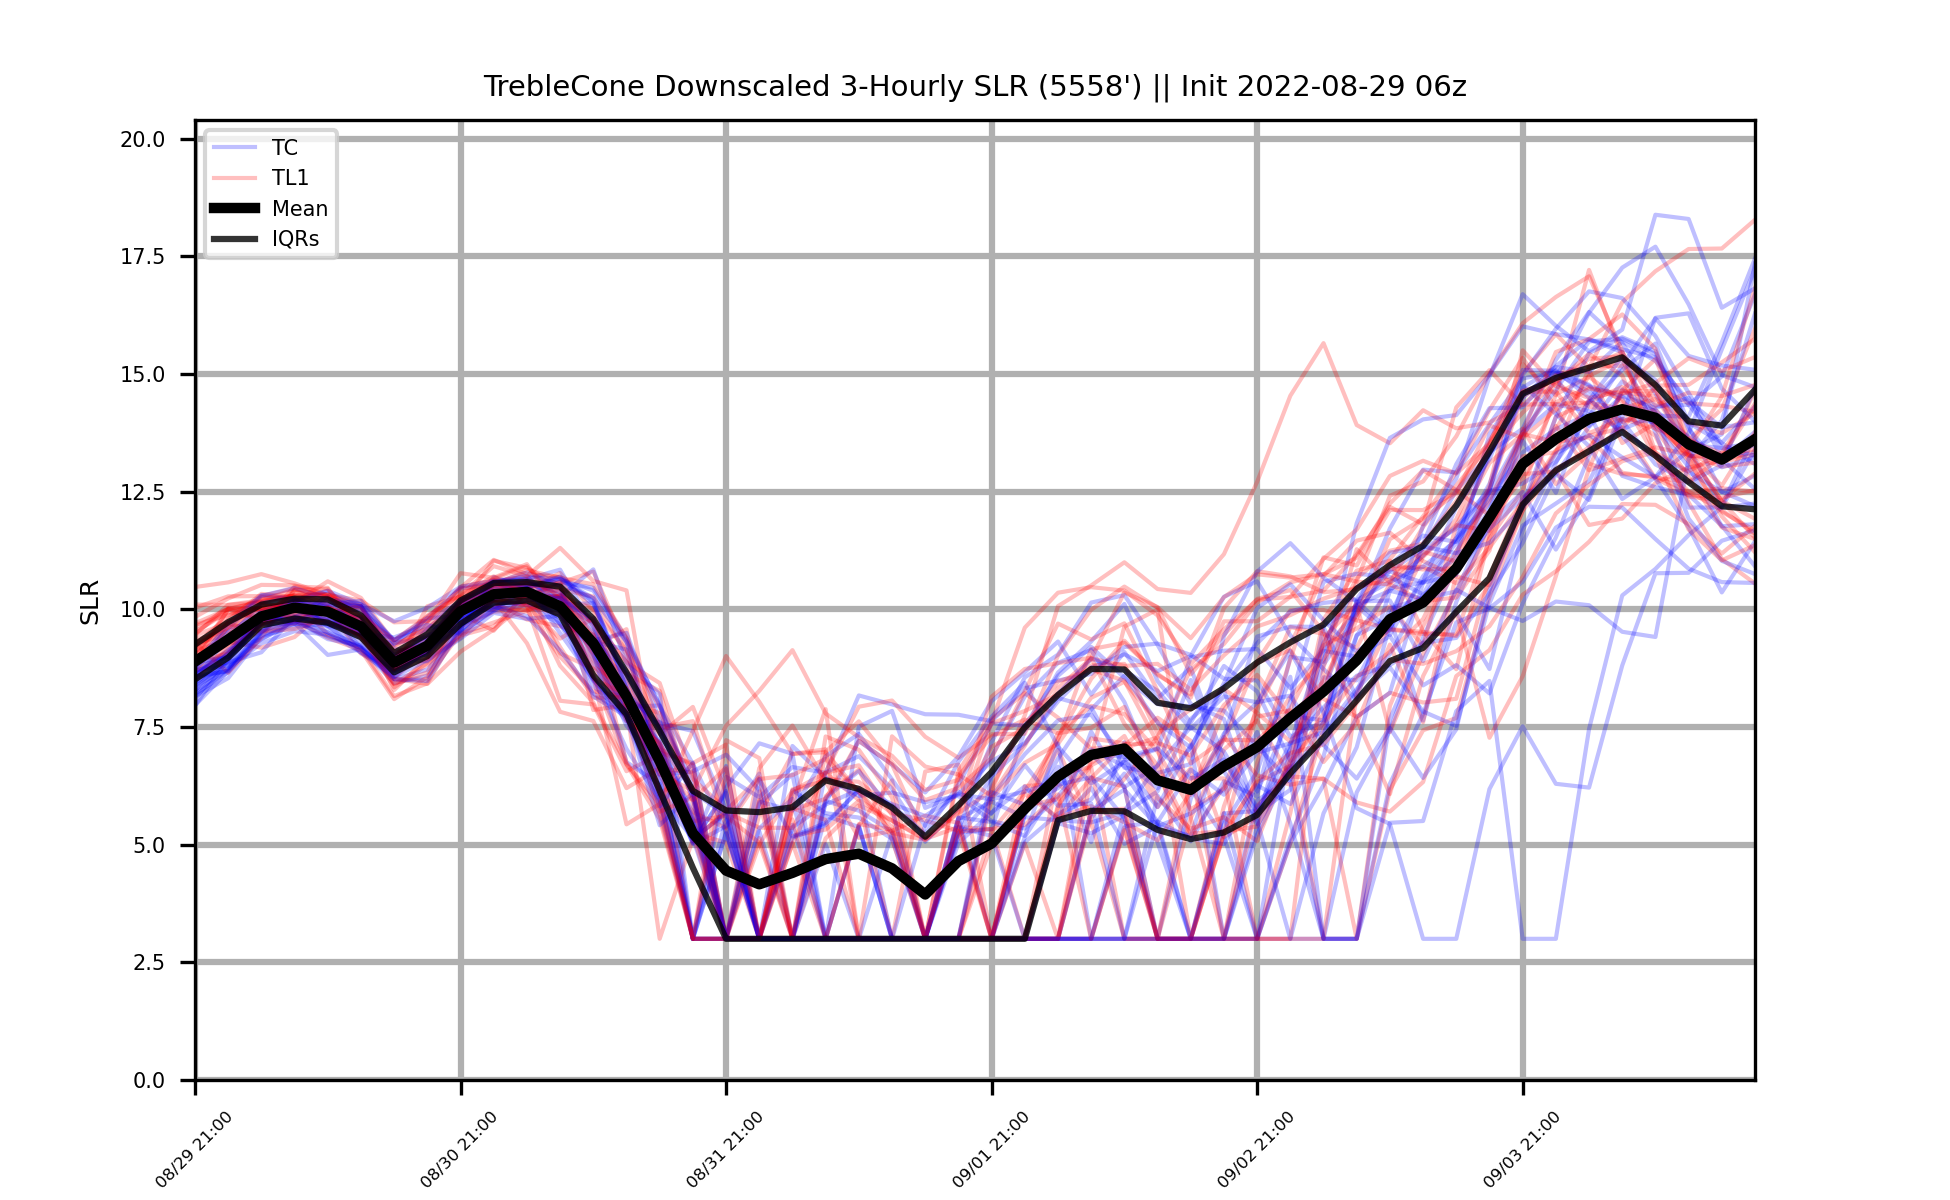 TrebleCone Downscaled 3-Hourly SLR (5558') || Init 2022-08-29 06z
TC
TL1
Mean
IQRs
SLR
20.0
17.5
15.0
12.5
10.0
7.5
5.0
2.5
0.0
08/29 21:00
08/30 21:00
08/31 21:00
09/01 21:00
09/02 21:00
09/03 21:00